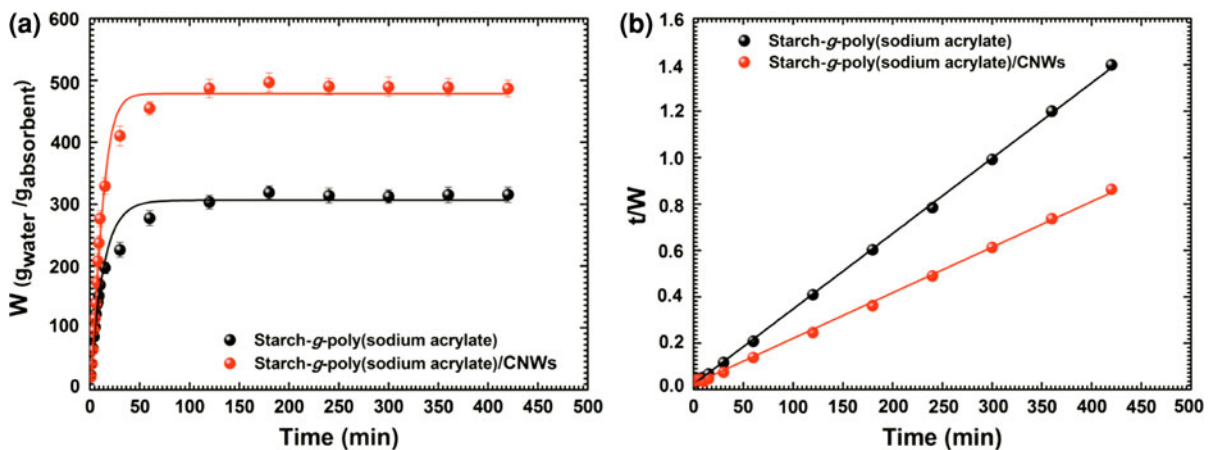 (a)
600
500
400
300
200
100
0
W (gwater/gabsorbent)
Starch-g-poly(sodium acrylate)
Starch-g-poly(sodium acrylate)/CNWs
0 50 100 150 200 250 300 350 400 450 500
Time (min)
(b)
1.6
1.4
1.2
1.0
0.8
0.6
0.4
0.2
0.0
t/W
Starch-g-poly(sodium acrylate)
Starch-g-poly(sodium acrylate)/CNWs
0 50 100 150 200 250 300 350 400 450 500
Time (min)